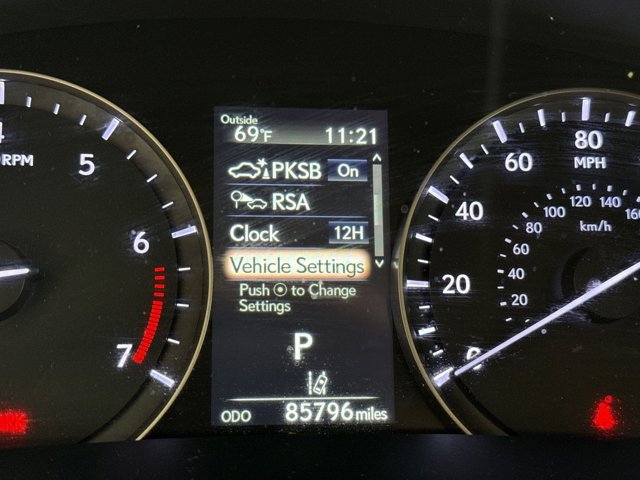 Outside
69°F 11:21
PKSB On
RSA
Clock 12H
Vehicle Settings
Push ⊙ to Change
Settings
P
ODO 85796 miles
RPM
5
6
7
80
MPH
60
40
20
0
120 140 160
100
80
60
40
20
km/h